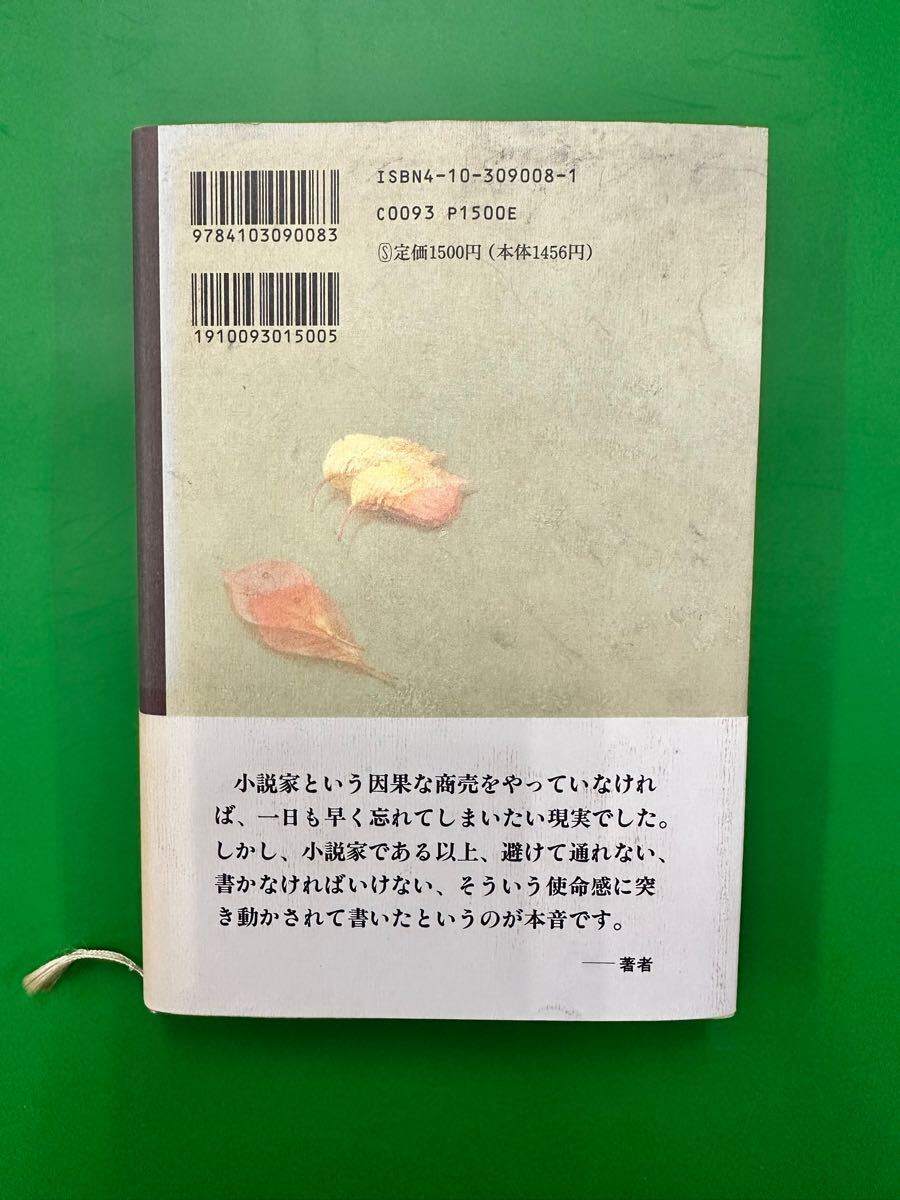 ISBN4-10-309008-1
C0093 P1500E
Ⓢ定価1500円(本体1456円)
9784103090083
1910093015005
小説家という因果な商売をやっていなけれ
ば、一日も早く忘れてしまいたい現実でした。
しかし、小説家である以上、避けて通れない、
書かなければいけない、そういう使命感に突
き動かされて書いたというのが本音です。
——著者